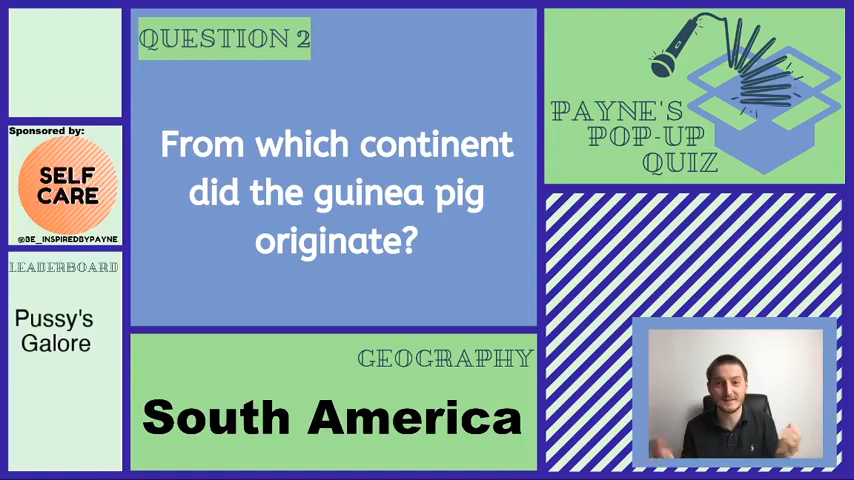 QUESTION 2
From which continent
did the guinea pig
originate?
PAYNE'S
POP-UP
QUIZ
Sponsored by:
SELF
CARE
@BE_INSPIREDBYPAYNE
LEADERBOARD
Pussy's
Galore
GEOGRAPHY
South America